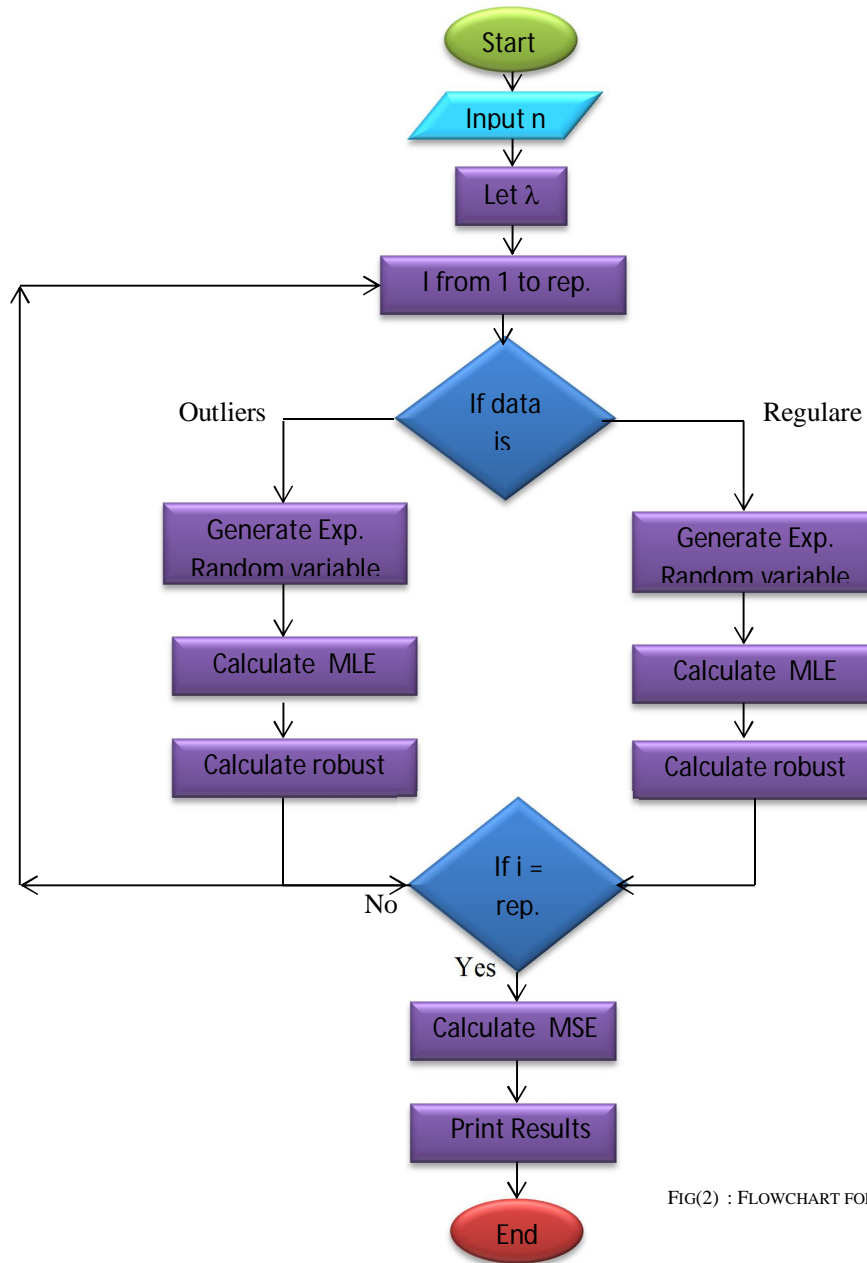 Start
Input n
Let λ
I from 1 to rep.
If data
is
Outliers
Regulare
Generate Exp.
Random variable
Generate Exp.
Random variable
Calculate MLE
Calculate MLE
Calculate robust
Calculate robust
If i =
rep.
No
Yes
Calculate MSE
Print Results
End
FIG(2) : FLOWCHART FOR